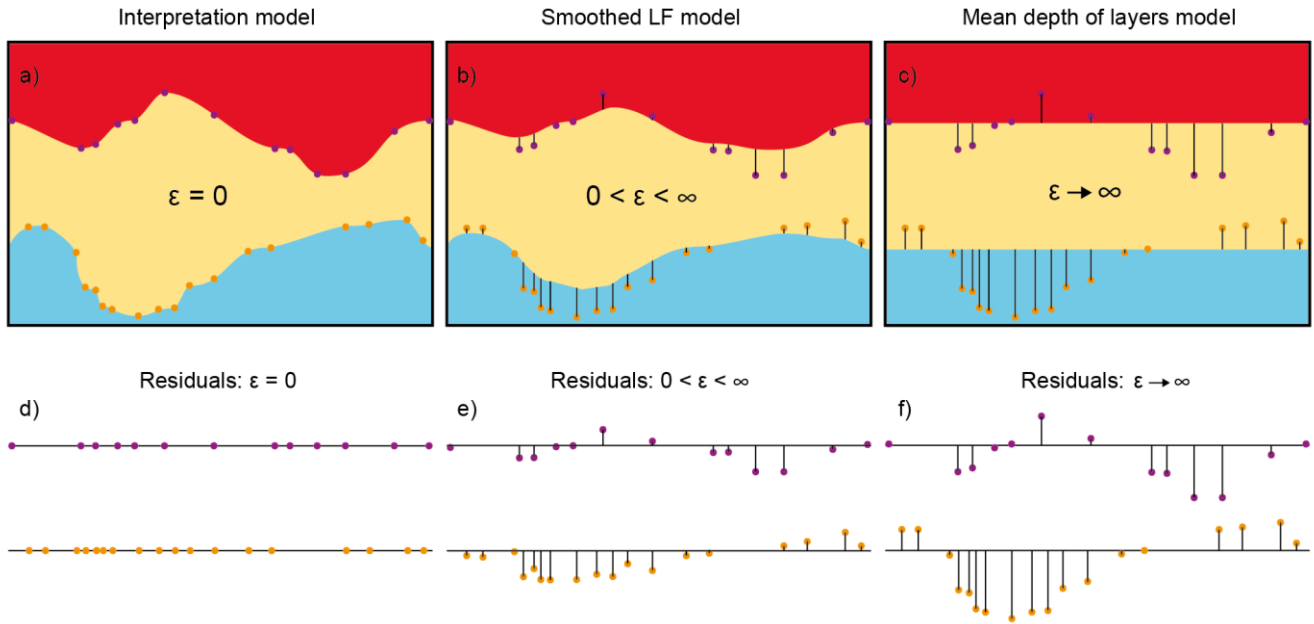 Interpretation model
Smoothed LF model
Mean depth of layers model
a)
b)
c)
ε = 0
0 < ε < ∞
ε → ∞
Residuals: ε = 0
Residuals: 0 < ε < ∞
Residuals: ε → ∞
d)
e)
f)